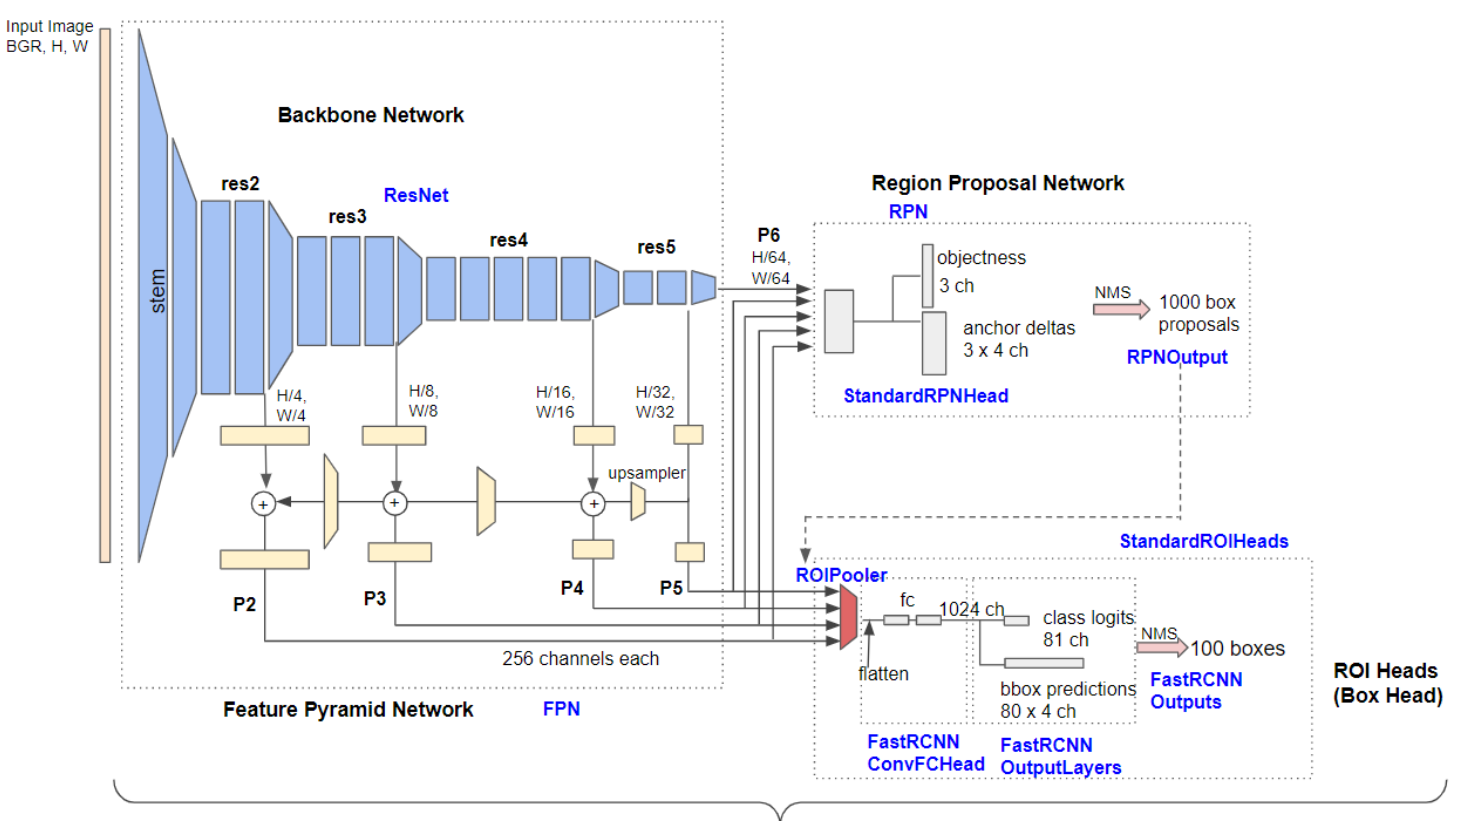 Input Image
BGR, H, W
Backbone Network
res2
ResNet
res3
res4
res5
stem
P6
H/64,
W/64
Region Proposal Network
RPN
objectness
3 ch
anchor deltas
3 x 4 ch
NMS
1000 box
proposals
RPNOutput
StandardRPNHead
H/4,
W/4
H/8,
W/8
H/16,
W/16
H/32,
W/32
upsampler
+
+
+
P2
P3
P4
P5
256 channels each
Feature Pyramid Network
FPN
StandardROIHeads
ROIPooler
fc
1024 ch
flatten
class logits
81 ch
bbox predictions
80 x 4 ch
NMS
100 boxes
FastRCNN
Outputs
FastRCNN
ConvFCHead
FastRCNN
OutputLayers
ROI Heads
(Box Head)